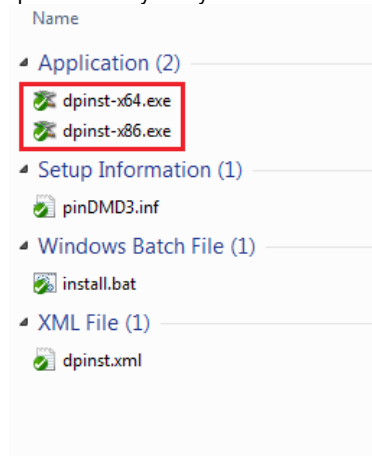 Name
Application (2)
dpinst-x64.exe
dpinst-x86.exe
Setup Information (1)
pinDMD3.inf
Windows Batch File (1)
install.bat
XML File (1)
dpinst.xml